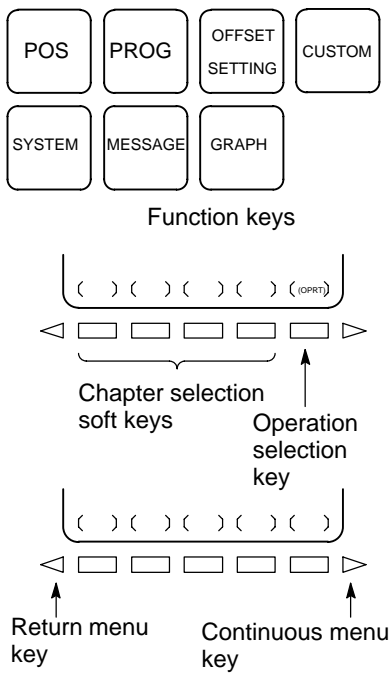 POS
PROG
OFFSET
SETTING
CUSTOM
SYSTEM
MESSAGE
GRAPH
Function keys
( ) ( ) ( ) ( ) ( (OPRT) )
Chapter selection
soft keys
Operation
selection
key
( ) ( ) ( ) ( ) ( )
Return menu
key
Continuous menu
key